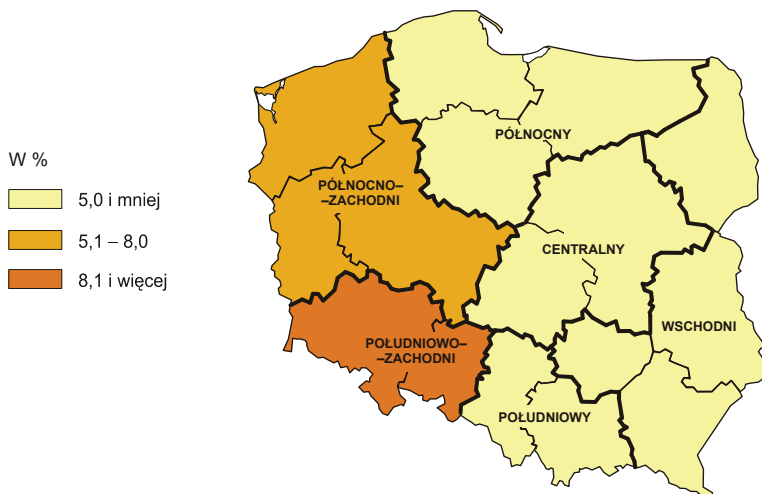 W %
5,0 i mniej
5,1 – 8,0
8,1 i więcej
PÓŁNOCNY
PÓŁNOCNO–
–ZACHODNI
CENTRALNY
WSCHODNI
POŁUDNIOWO–
–ZACHODNI
POŁUDNIOWY